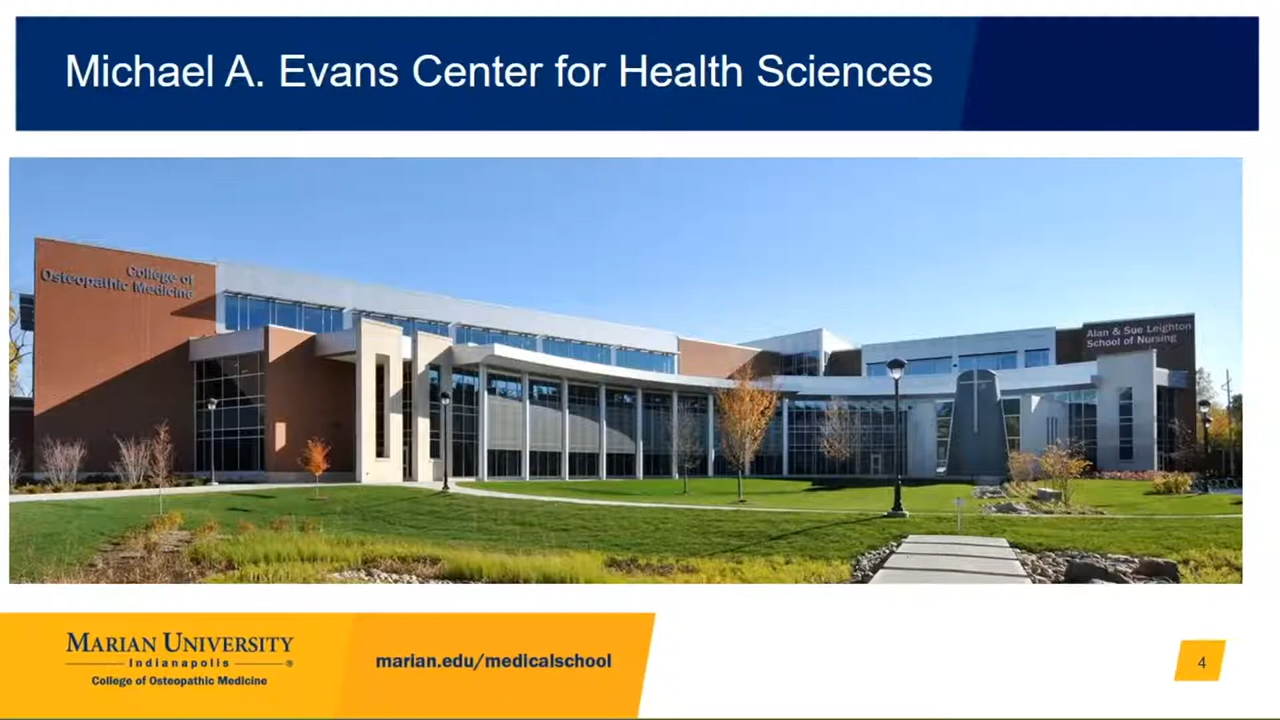 Michael A. Evans Center for Health Sciences
College of
Osteopathic Medicine
Alan & Sue Leighton
School of Nursing
MARIAN UNIVERSITY
Indianapolis ®
College of Osteopathic Medicine
marian.edu/medicalschool
4